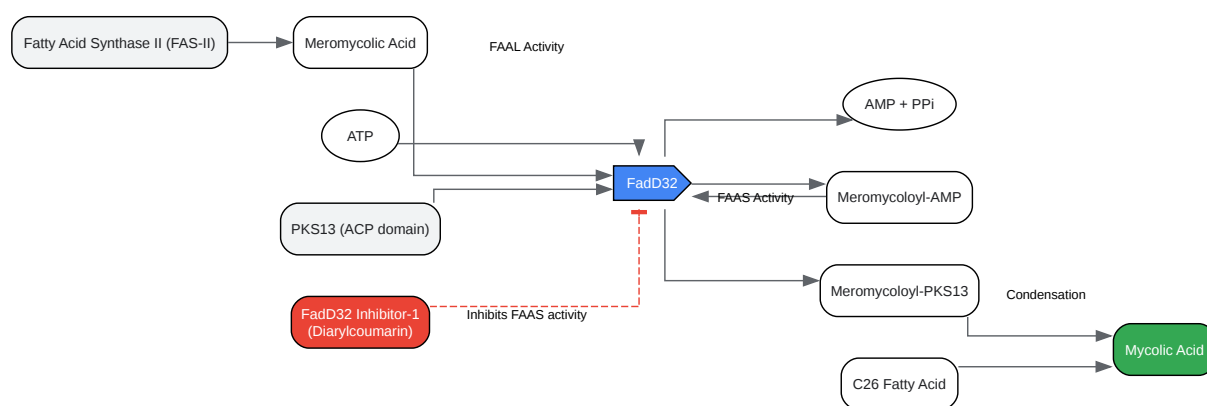 Fatty Acid Synthase II (FAS-II)
Meromycolic Acid
FAAL Activity
AMP + PPi
ATP
FadD32
FAAS Activity
Meromycoloyl-AMP
PKS13 (ACP domain)
Meromycoloyl-PKS13
Condensation
FadD32 Inhibitor-1
(Diarylcoumarin)
Inhibits FAAS activity
Mycolic Acid
C26 Fatty Acid